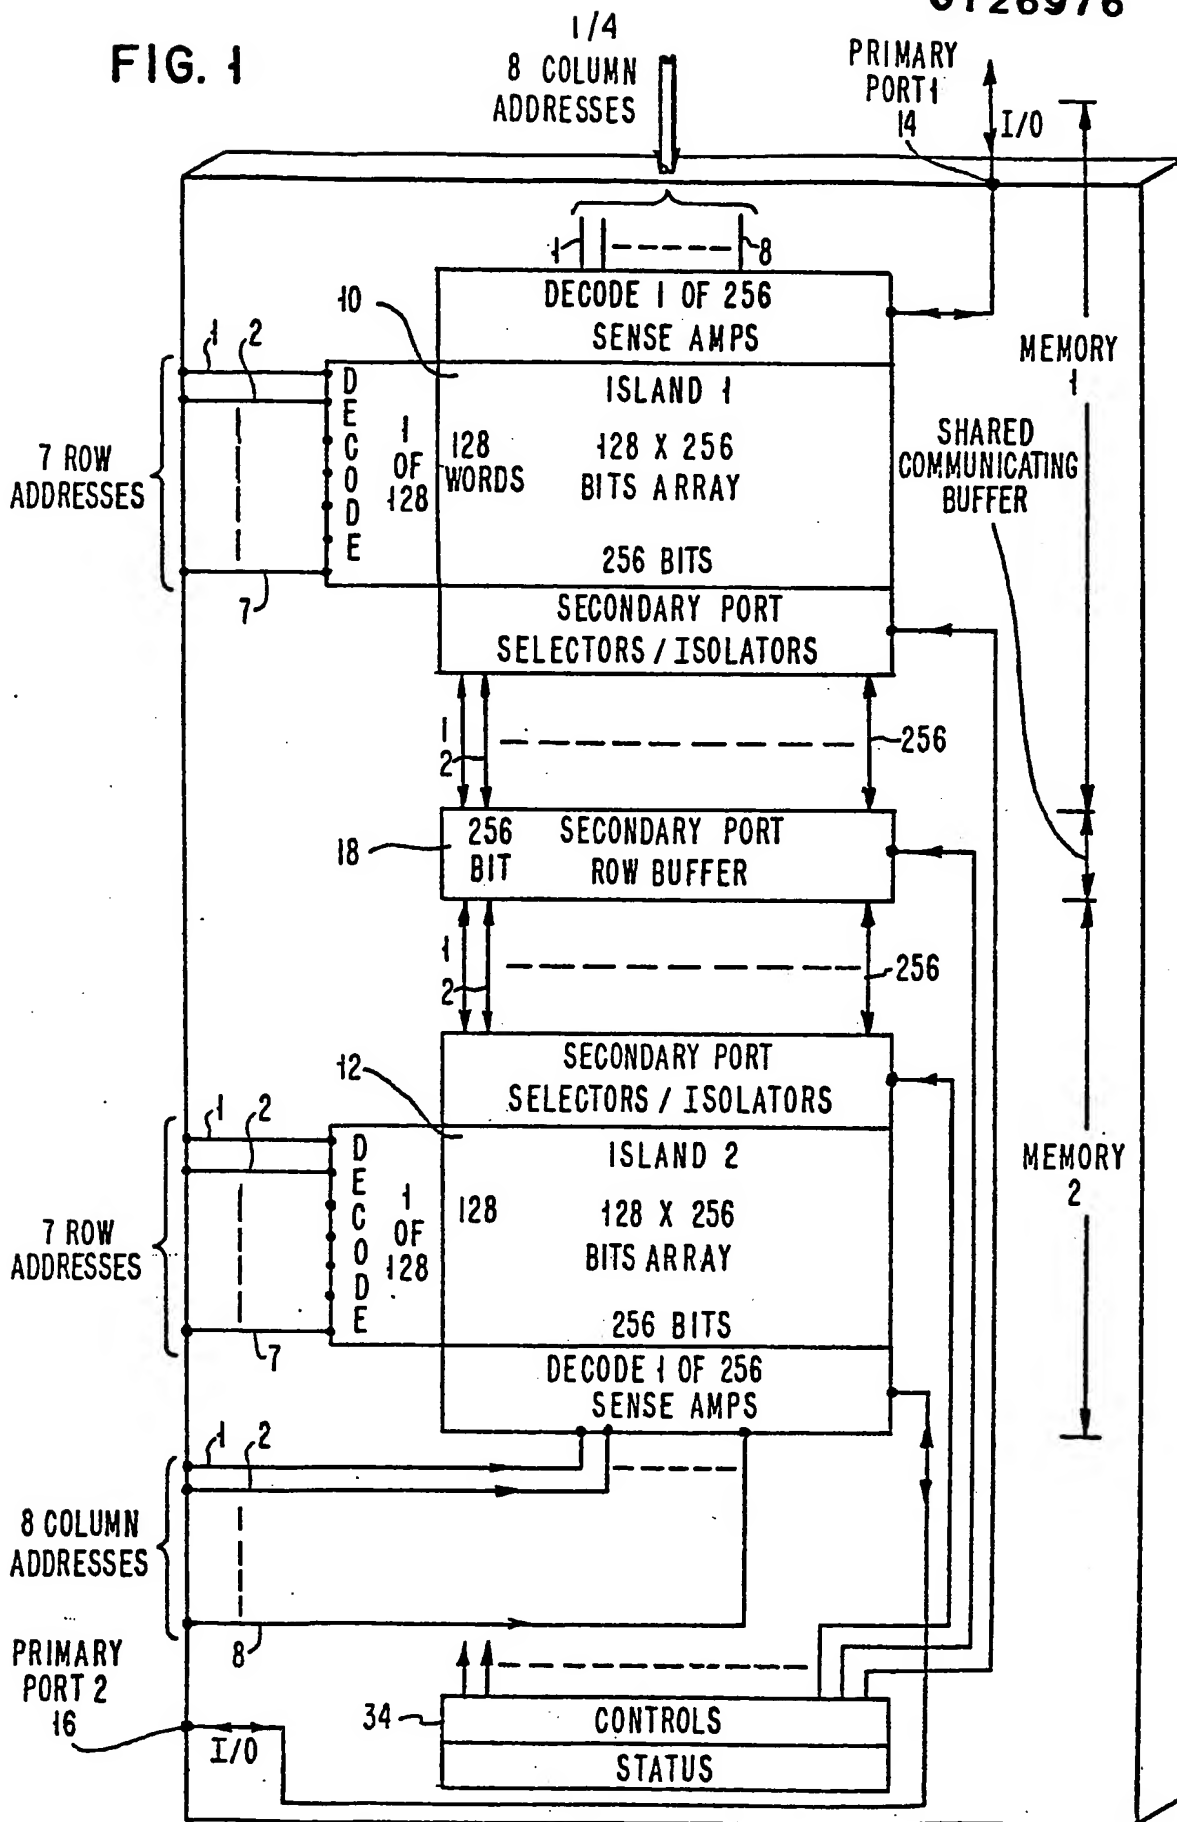 0126976
1/4
FIG. 1
8 COLUMN
ADDRESSES
PRIMARY
PORT 1
14
I/O
1
8
DECODE 1 OF 256
SENSE AMPS
10
MEMORY
1
1
2
7 ROW
ADDRESSES
7
DECODE
1
OF
128
128
WORDS
ISLAND 1
128 X 256
BITS ARRAY
256 BITS
SHARED
COMMUNICATING
BUFFER
SECONDARY PORT
SELECTORS / ISOLATORS
1
2
256
18
256
BIT
SECONDARY PORT
ROW BUFFER
1
2
256
SECONDARY PORT
SELECTORS / ISOLATORS
12
1
2
7 ROW
ADDRESSES
7
DECODE
1
OF
128
128
ISLAND 2
128 X 256
BITS ARRAY
256 BITS
MEMORY
2
DECODE 1 OF 256
SENSE AMPS
1
2
8 COLUMN
ADDRESSES
8
PRIMARY
PORT 2
16
I/O
34
CONTROLS
STATUS